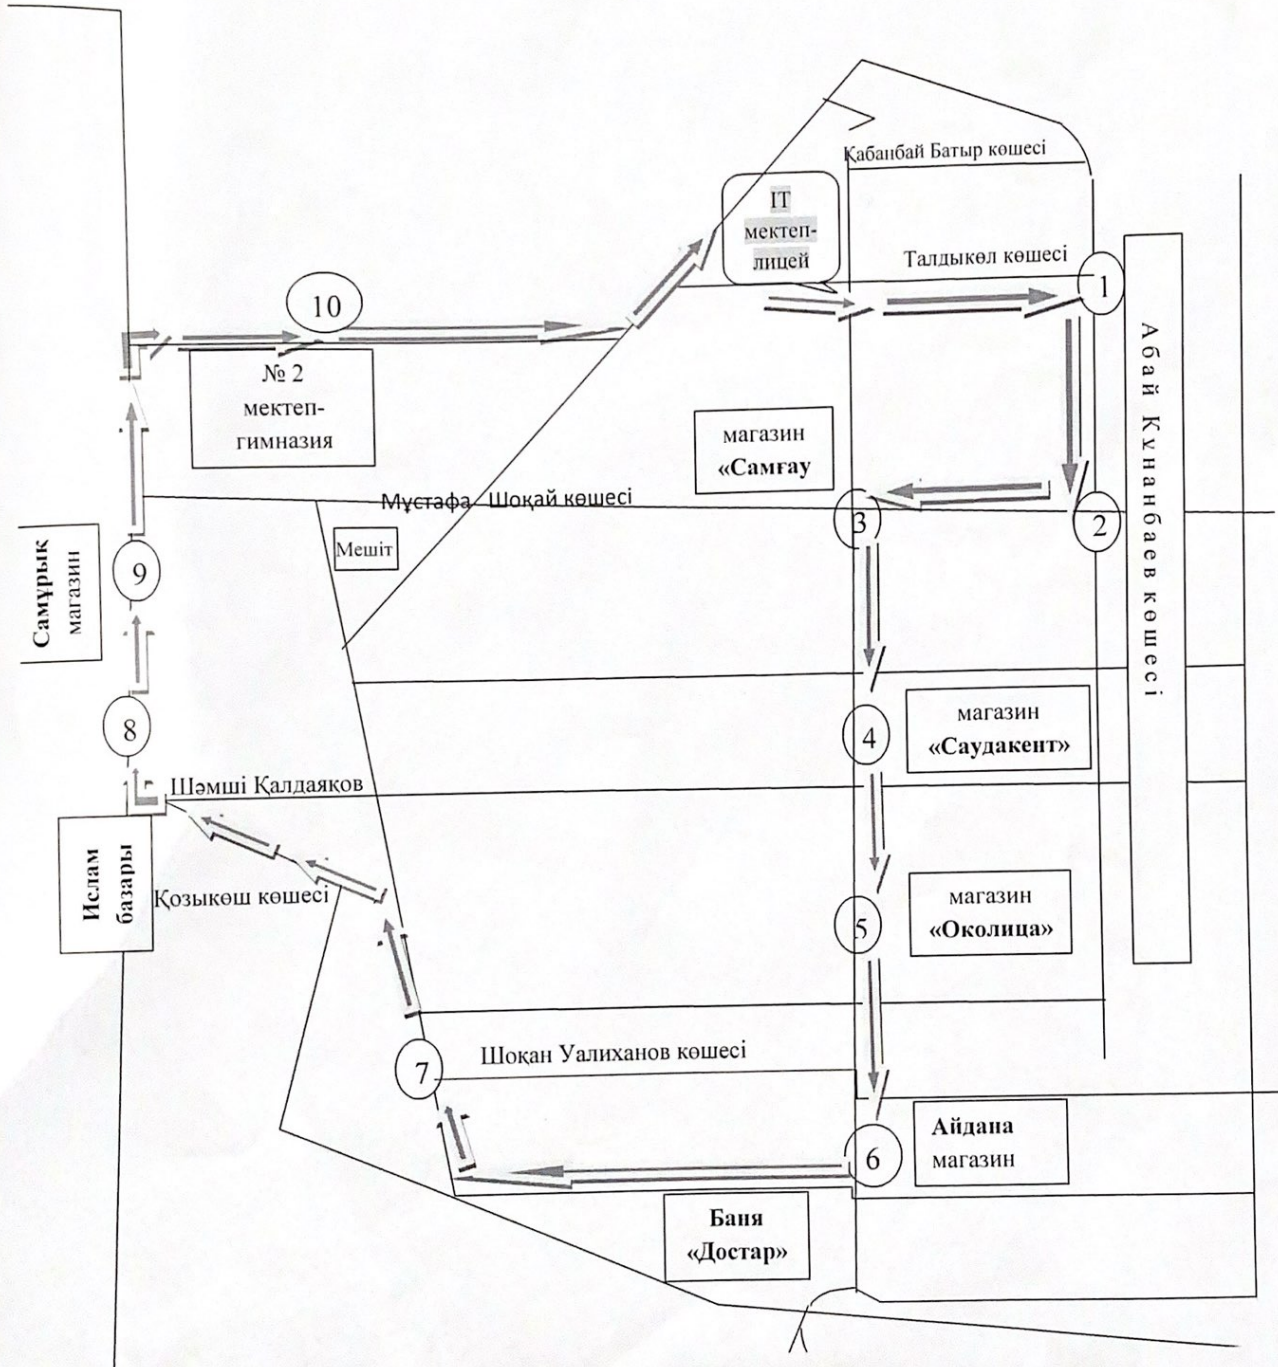 Қабанбай Батыр көшесі
ІТ
мектеп-
лицей
Талдыкөл көшесі
1
10
№ 2
мектеп-
гимназия
магазин
«Самғау
Мұстафа Шоқай көшесі
3
2
Абай Құнанбаев көшесі
Мешіт
Самұрық
магазин
9
8
4
магазин
«Саудакент»
Шәмші Қалдаяқов
Ислам
базары
Қозыкөш көшесі
5
магазин
«Околица»
7
Шоқан Уалиханов көшесі
6
Айдана
магазин
Баня
«Достар»